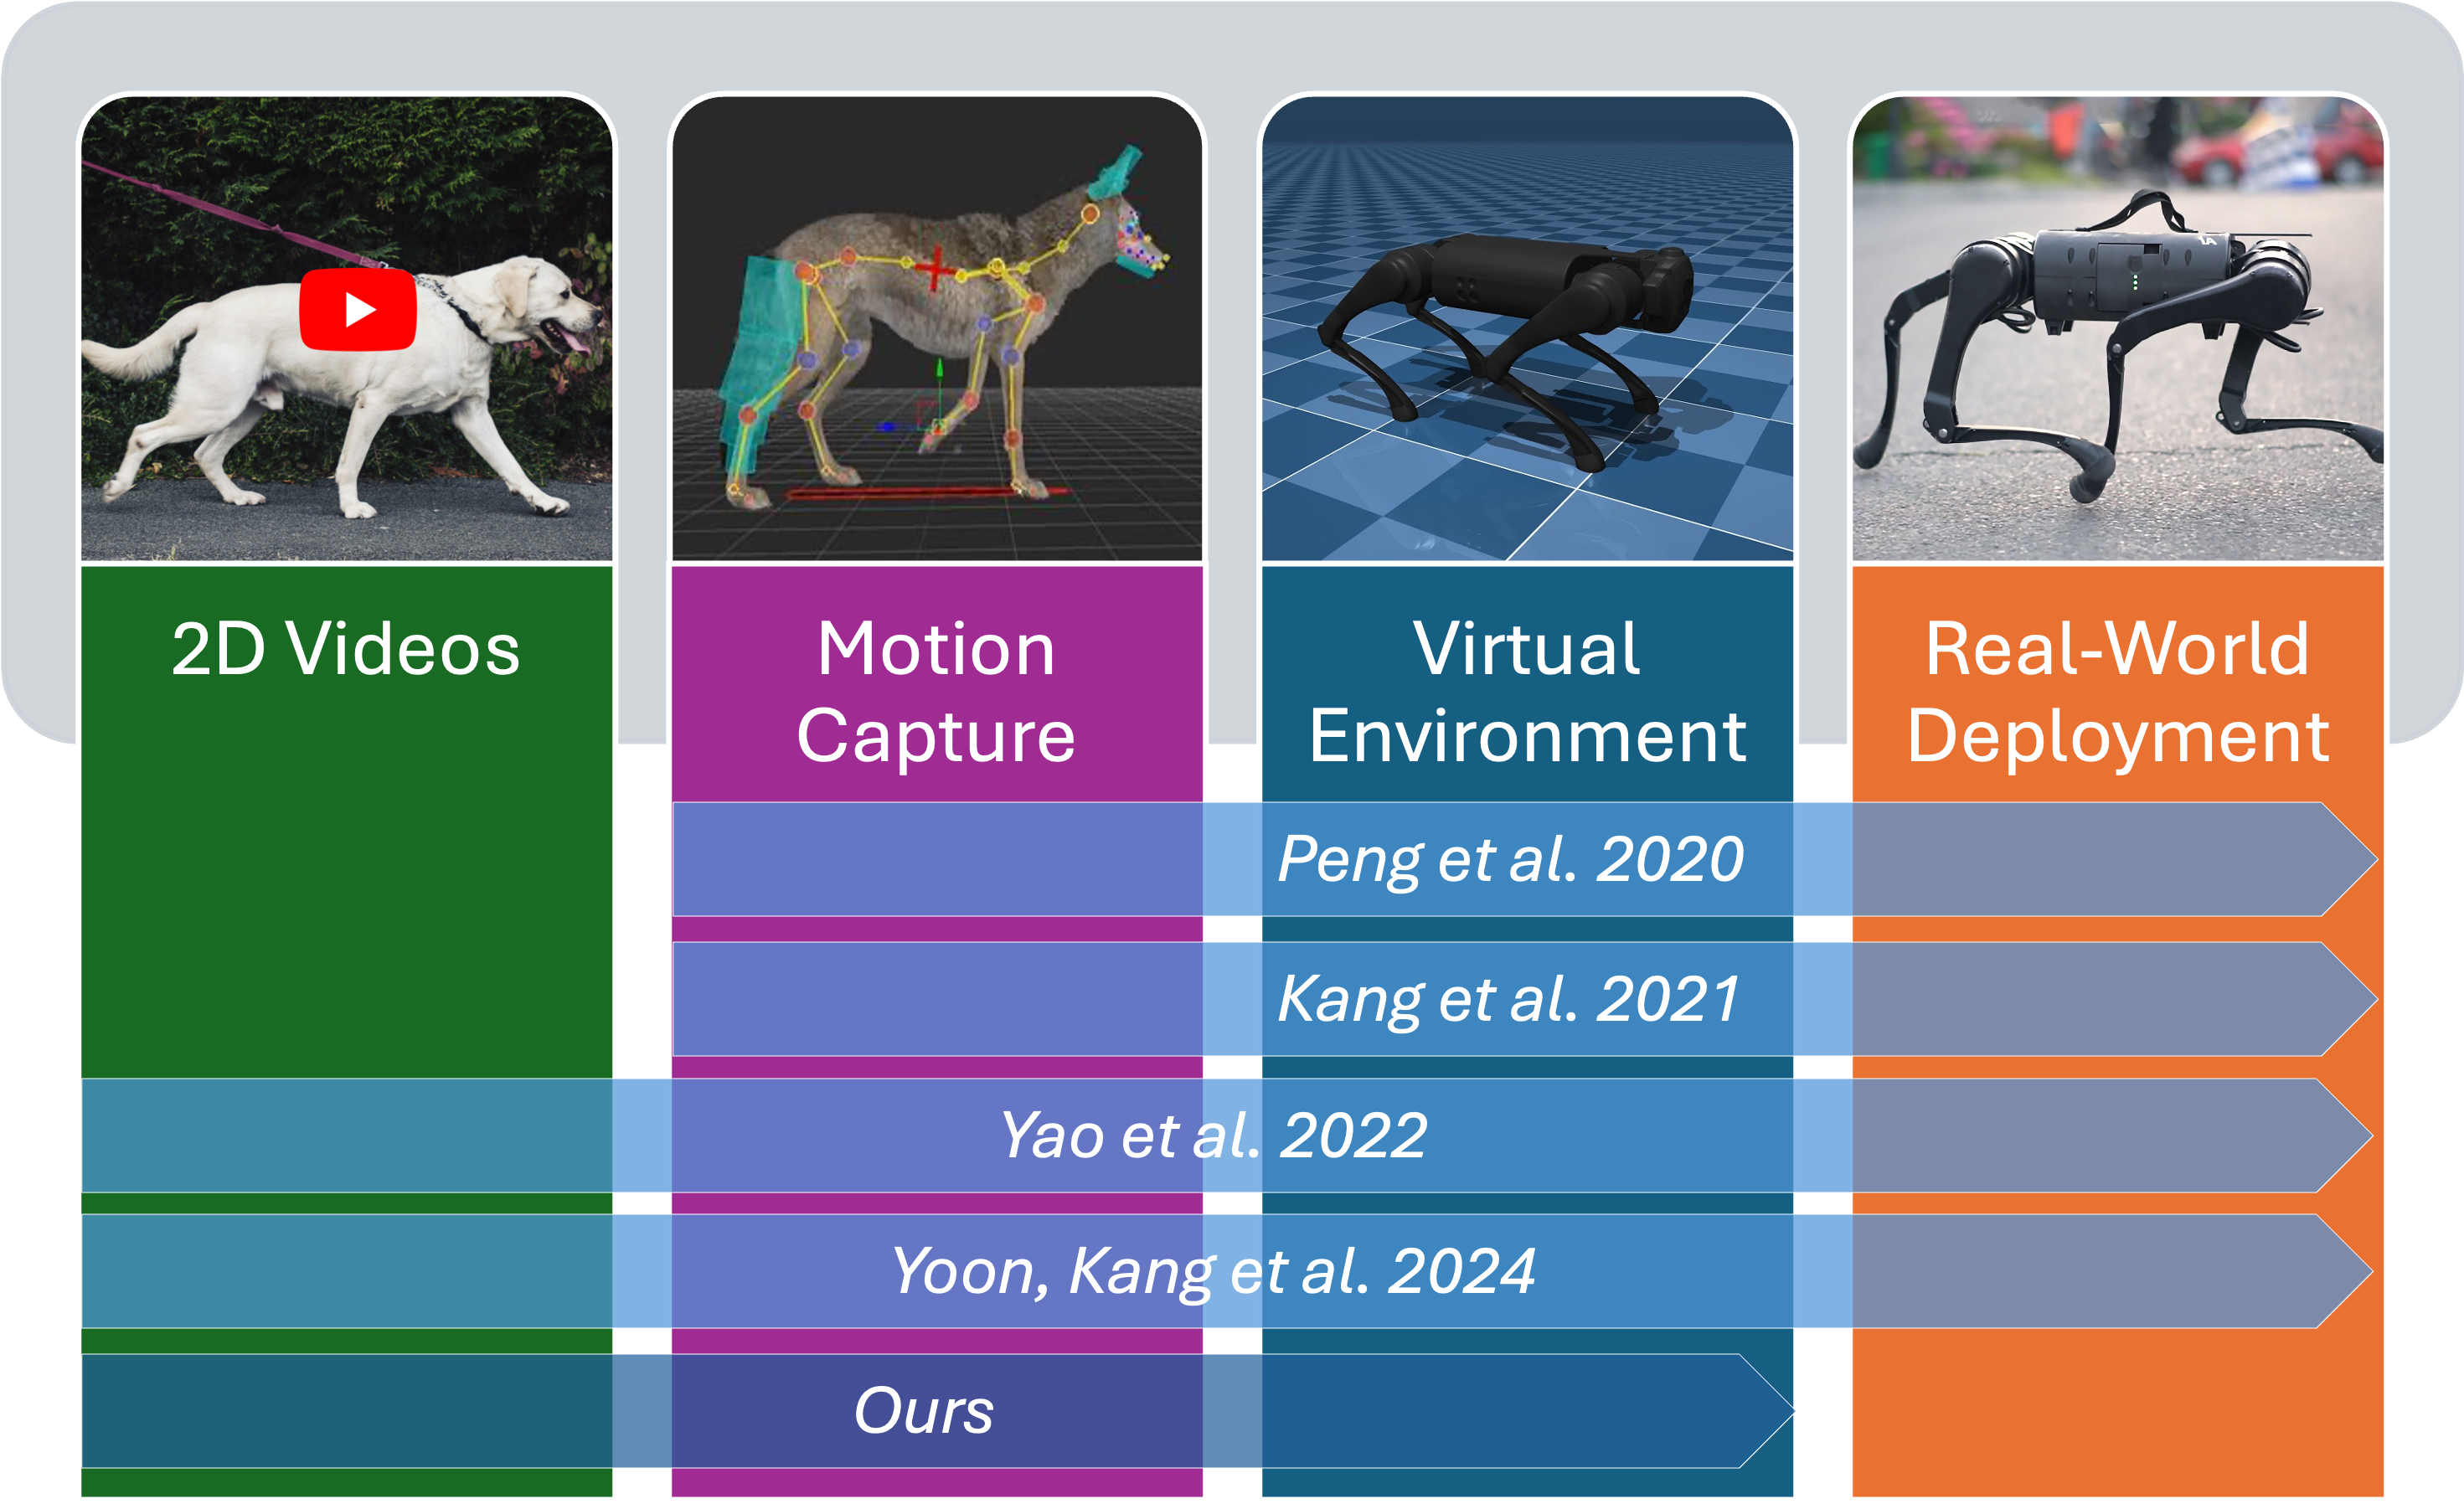 2D Videos
Motion
Capture
Virtual
Environment
Real-World
Deployment
Peng et al. 2020
Kang et al. 2021
Yao et al. 2022
Yoon, Kang et al. 2024
Ours